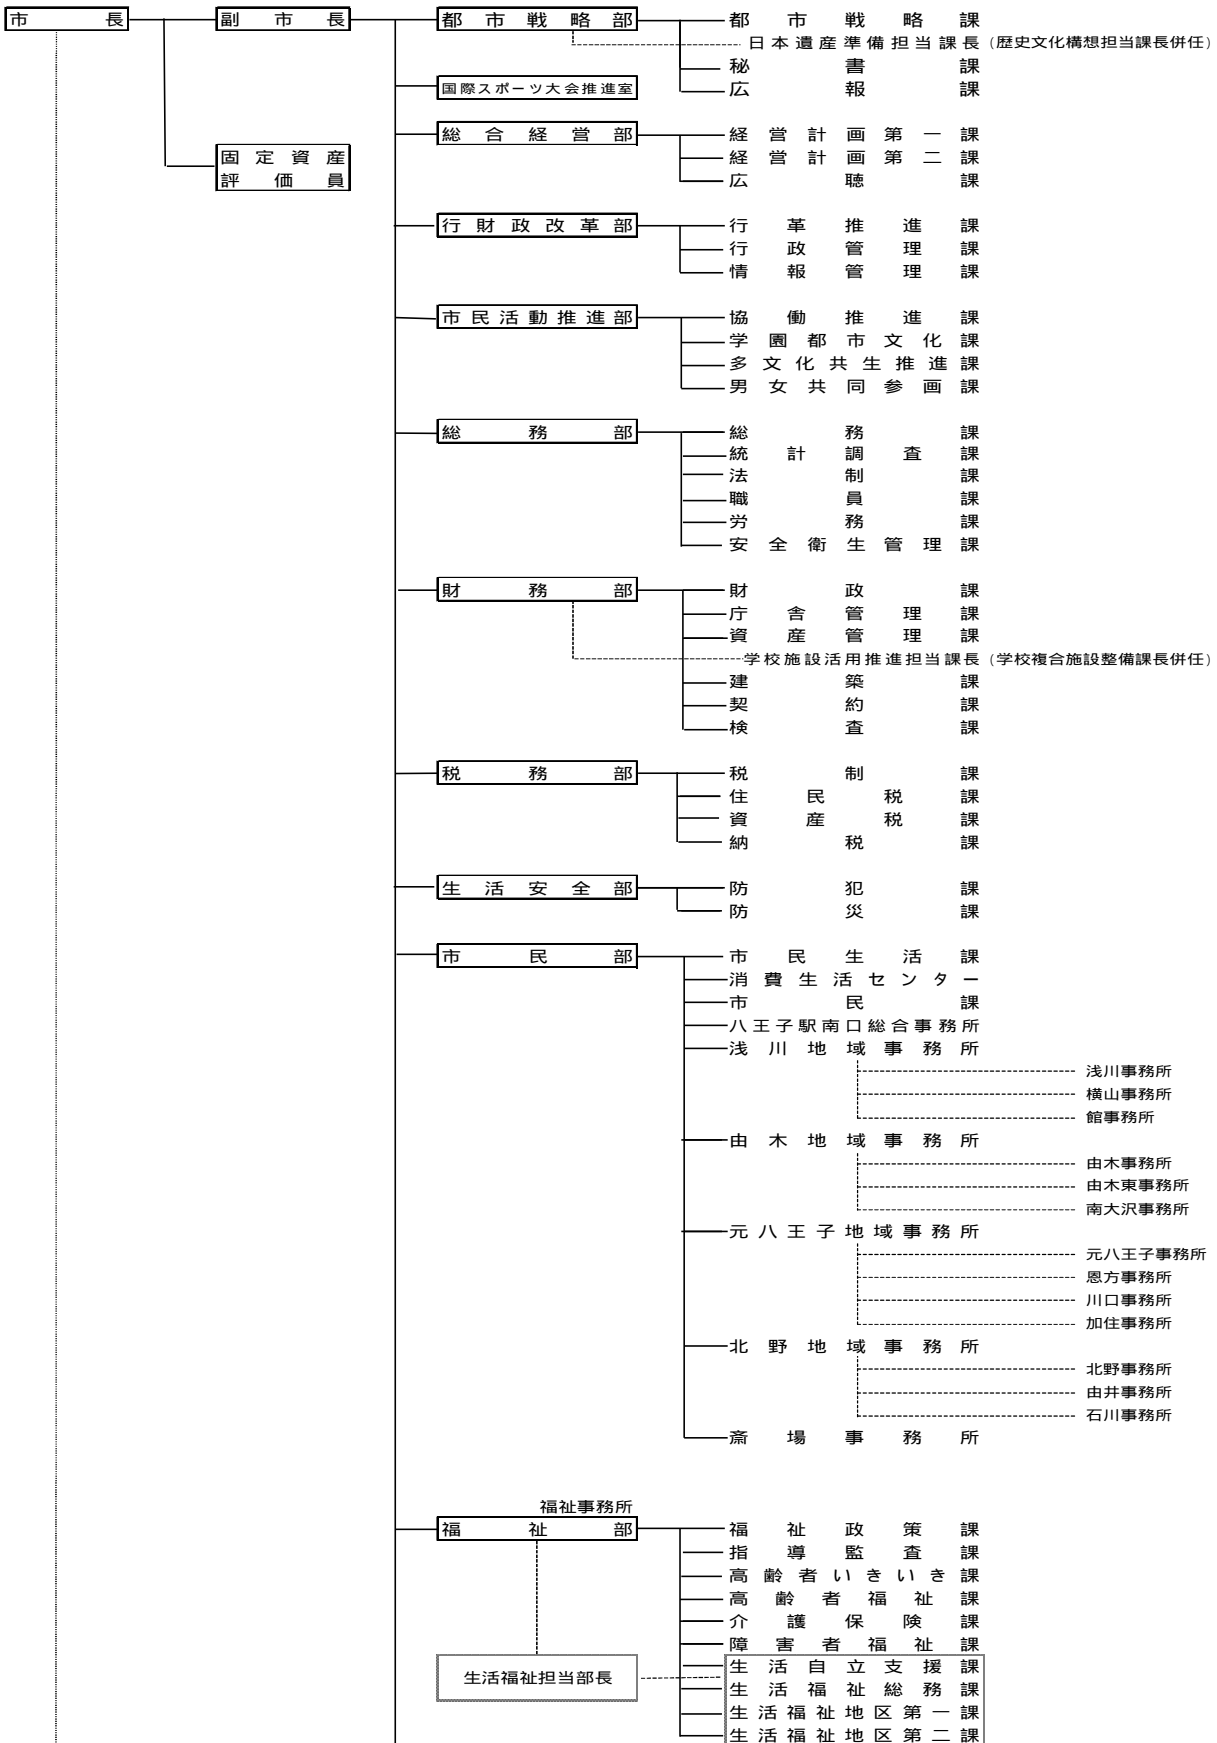 市長 副市長 都市戦略部 都市戦略課
日本遺産準備担当課長(歴史文化構想担当課長併任)
秘書課
国際スポーツ大会推進室 広報課
総合経営部 経営計画第一課
固定資産評価員 経営計画第二課
広聴課
行財政改革部 行革推進課
行政管理課
情報管理課
市民活動推進部 協働推進課
学園都市文化課
多文化共生推進課
男女共同参画課
総務部 総務課
統計調査課
法制課
職員課
労務課
安全衛生管理課
財務部 財政課
庁舎管理課
資産管理課
学校施設活用推進担当課長(学校複合施設整備課長併任)
建築課
契約課
検査課
税務部 税制課
住民税課
資産税課
納税課
生活安全部 防犯課
防災課
市民部 市民生活課
消費生活センター
市民課
八王子駅南口総合事務所
浅川地域事務所
浅川事務所
横山事務所
館事務所
由木地域事務所
由木事務所
由木東事務所
南大沢事務所
元八王子地域事務所
元八王子事務所
恩方事務所
川口事務所
加住事務所
北野地域事務所
北野事務所
由井事務所
石川事務所
斎場事務所
福祉事務所
福祉部 福祉政策課
指導監査課
高齢者いきいき課
高齢者福祉課
介護保険課
障害者福祉課
生活福祉担当部長 生活自立支援課
生活福祉総務課
生活福祉地区第一課
生活福祉地区第二課